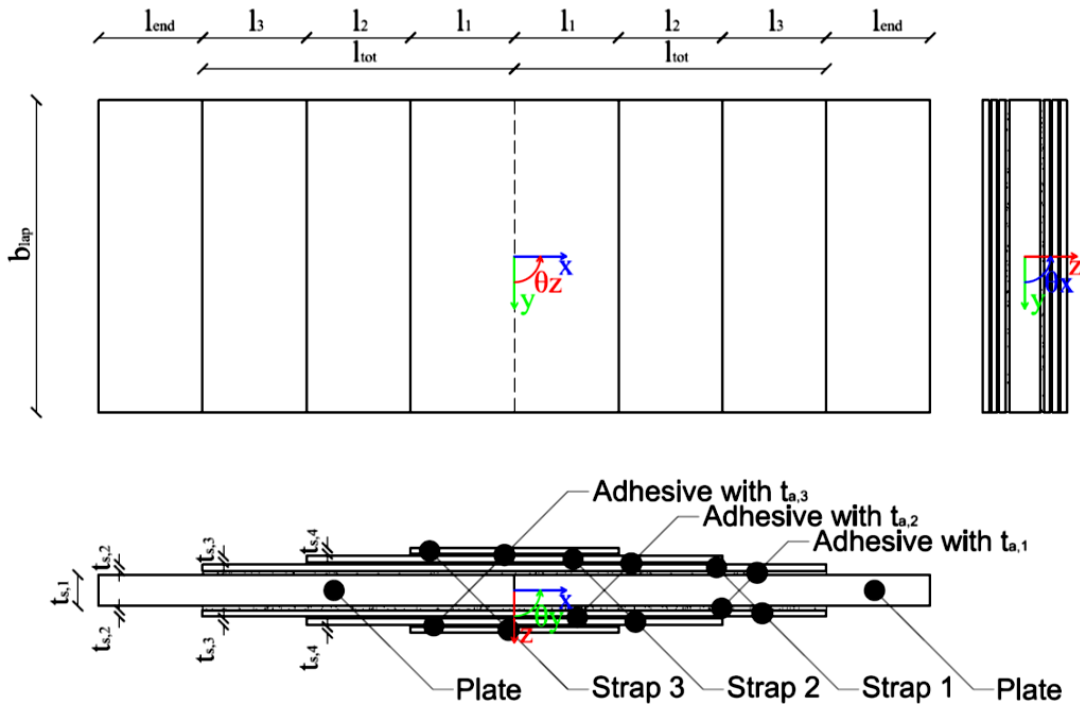 lend l3 l2 l1 l1 l2 l3 lend
ltot ltot
blap
x
θz
y
z
θx
y
Adhesive with ta,3
Adhesive with ta,2
Adhesive with ta,1
ts,2 ts,3 ts,4
ts,1
x
θy
z
ts,2 ts,3 ts,4
Plate Strap 3 Strap 2 Strap 1 Plate